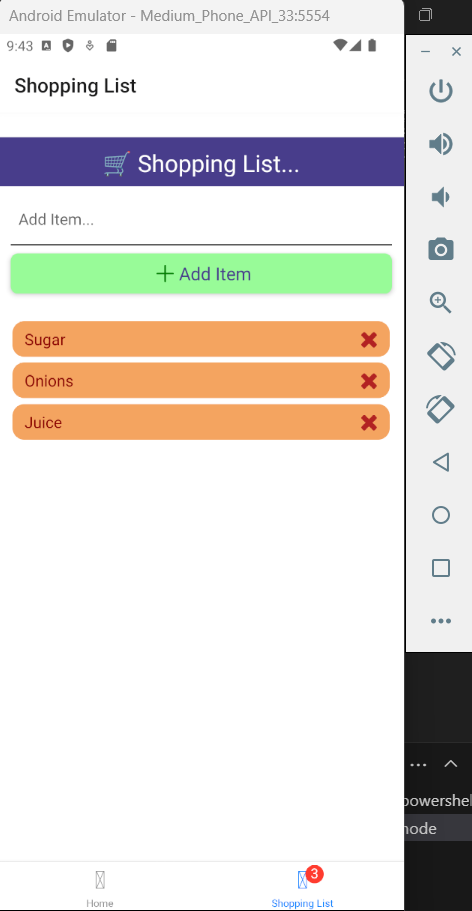 Android Emulator - Medium_Phone_API_33:5554
9:43
Shopping List
Shopping List...
Add Item...
Add Item
Sugar
Onions
Juice
powershel
node
3
Home
Shopping List